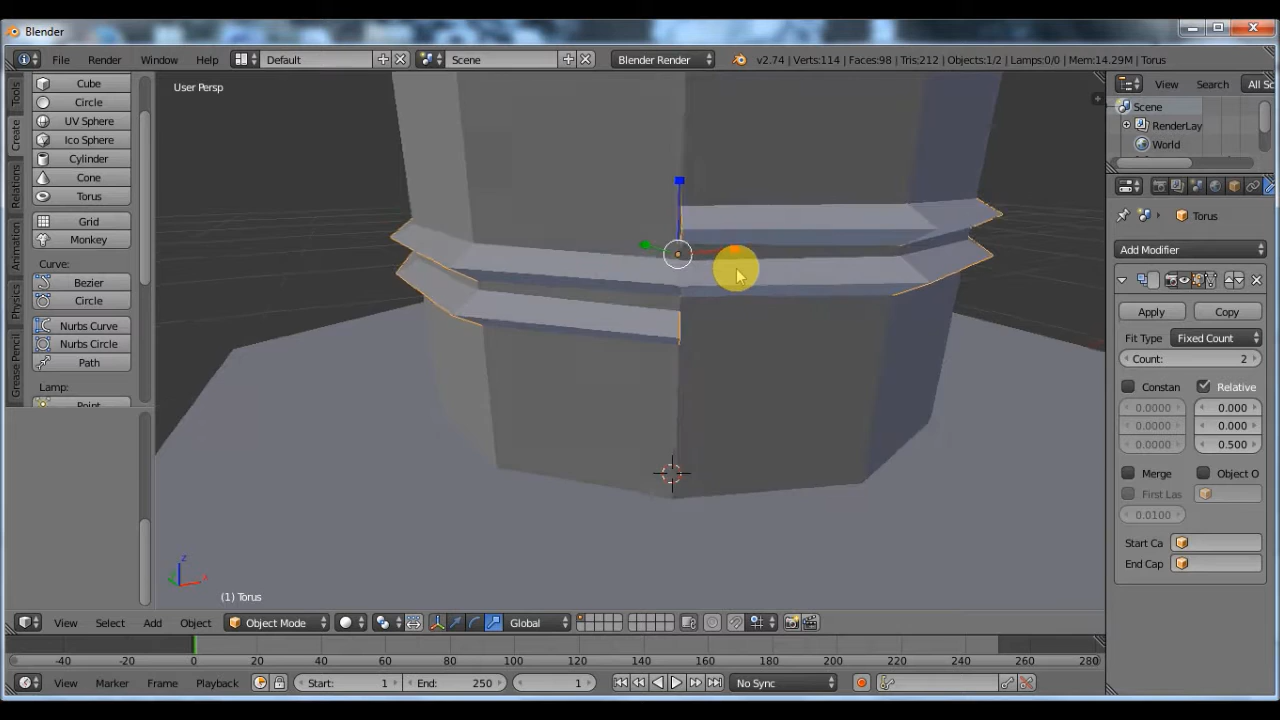 Blender
File Render Window Help Default Scene Blender Render v2.74 | Verts:114 | Faces:98 | Tris:212 | Objects:1/2 | Lamps:0/0 | Mem:14.29M | Torus
User Persp
Tools
Create
Relations
Animation
Physics
Grease Pencil
Cube
Circle
UV Sphere
Ico Sphere
Cylinder
Cone
Torus
Grid
Monkey
Curve:
Bezier
Circle
Nurbs Curve
Nurbs Circle
Path
Lamp:
Point
z
x
(1) Torus
View Select Add Object Object Mode Global
-40 -20 0 20 40 60 80 100 120 140 160 180 200 220 240 260 280
View Marker Frame Playback Start: 1 End: 250 1 No Sync
View Search All Sc
Scene
RenderLay
World
Torus
Add Modifier
Apply Copy
Fit Type Fixed Count
Count: 2
Constan Relative
0.0000 0.000
0.0000 0.000
0.0000 0.500
Merge Object O
First Las
0.0100
Start Ca
End Cap